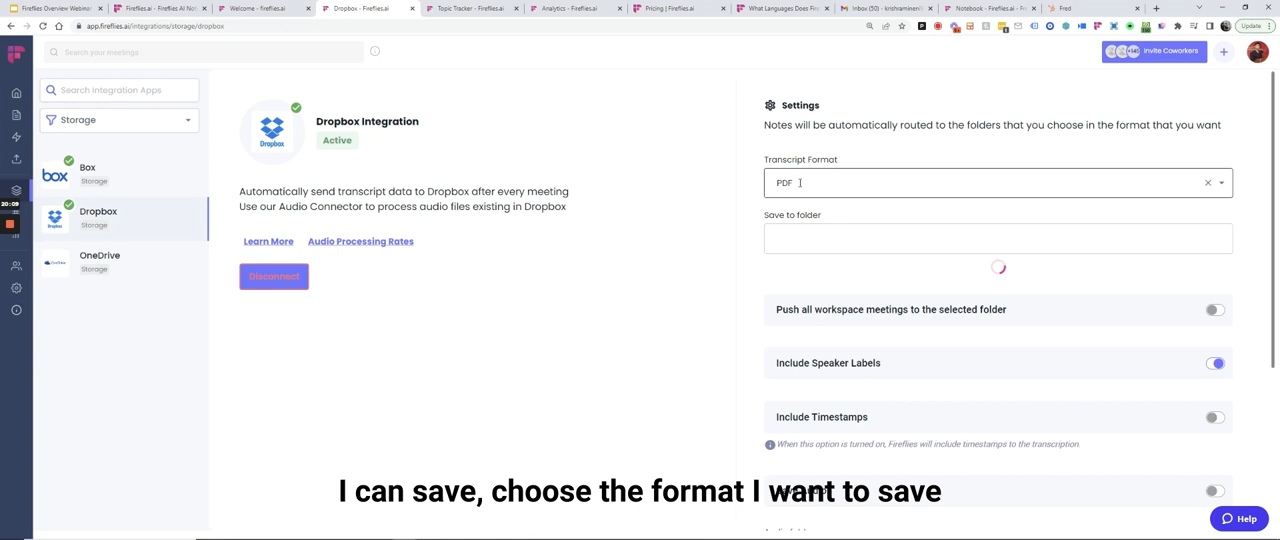 Fireflies Overview Webinar
Fireflies.ai | Fireflies AI Not
Welcome - fireflies.ai
Dropbox - Fireflies.ai
Topic Tracker - Fireflies.ai
Analytics - Fireflies.ai
Pricing | Fireflies.ai
What Languages Does Fire
Inbox (50) - krishramineni
Notebook - Fireflies.ai
Fred
app.fireflies.ai/integrations/storage/dropbox
Update
Search your meetings
Invite Coworkers
Search Integration Apps
Storage
Box
Storage
Dropbox
Storage
OneDrive
Storage
20:09
box
Dropbox
Dropbox Integration
Active
Automatically send transcript data to Dropbox after every meeting
Use our Audio Connector to process audio files existing in Dropbox
Learn More
Audio Processing Rates
Disconnect
Settings
Notes will be automatically routed to the folders that you choose in the format that you want
Transcript Format
PDF
Save to folder
Push all workspace meetings to the selected folder
Include Speaker Labels
Include Timestamps
When this option is turned on, Fireflies will include timestamps to the transcription
I can save, choose the format I want to save
Help